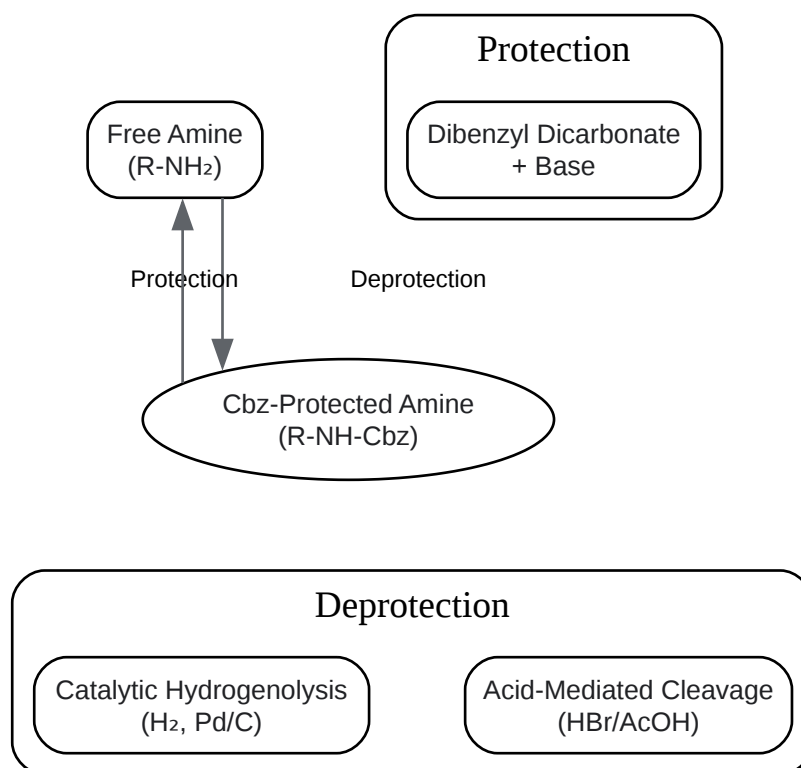 Protection
Free Amine
(R-NH₂)
Dibenzyl Dicarbonate
+ Base
Protection
Deprotection
Cbz-Protected Amine
(R-NH-Cbz)
Deprotection
Catalytic Hydrogenolysis
(H₂, Pd/C)
Acid-Mediated Cleavage
(HBr/AcOH)